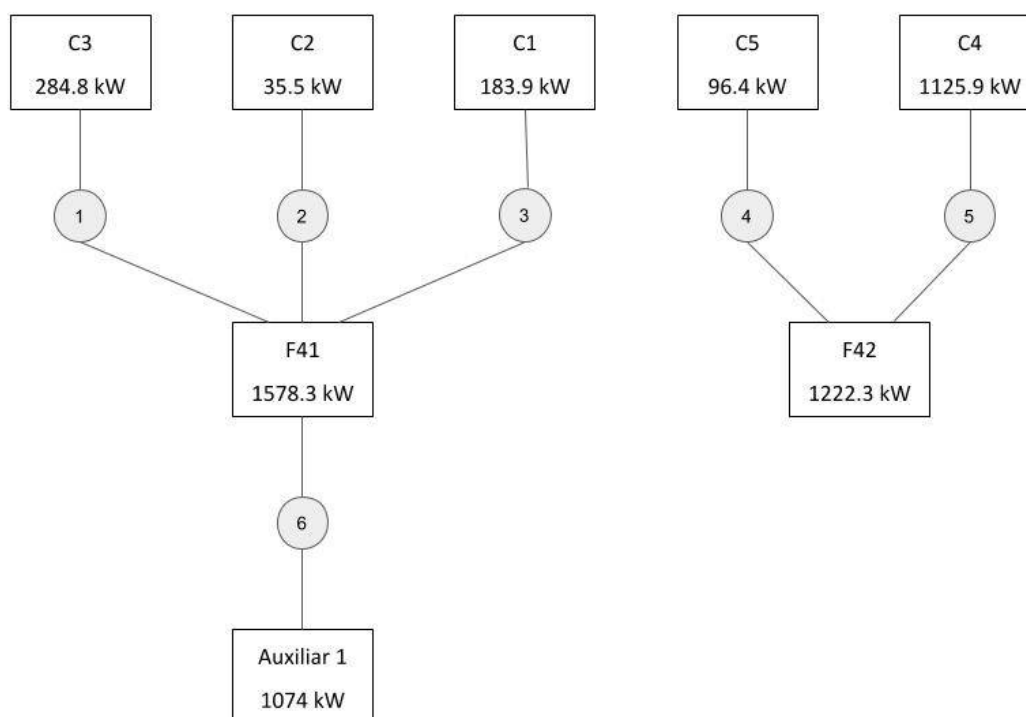 C3
284.8 kW
C2
35.5 kW
C1
183.9 kW
C5
96.4 kW
C4
1125.9 kW
1
2
3
4
5
F41
1578.3 kW
F42
1222.3 kW
6
Auxiliar 1
1074 kW